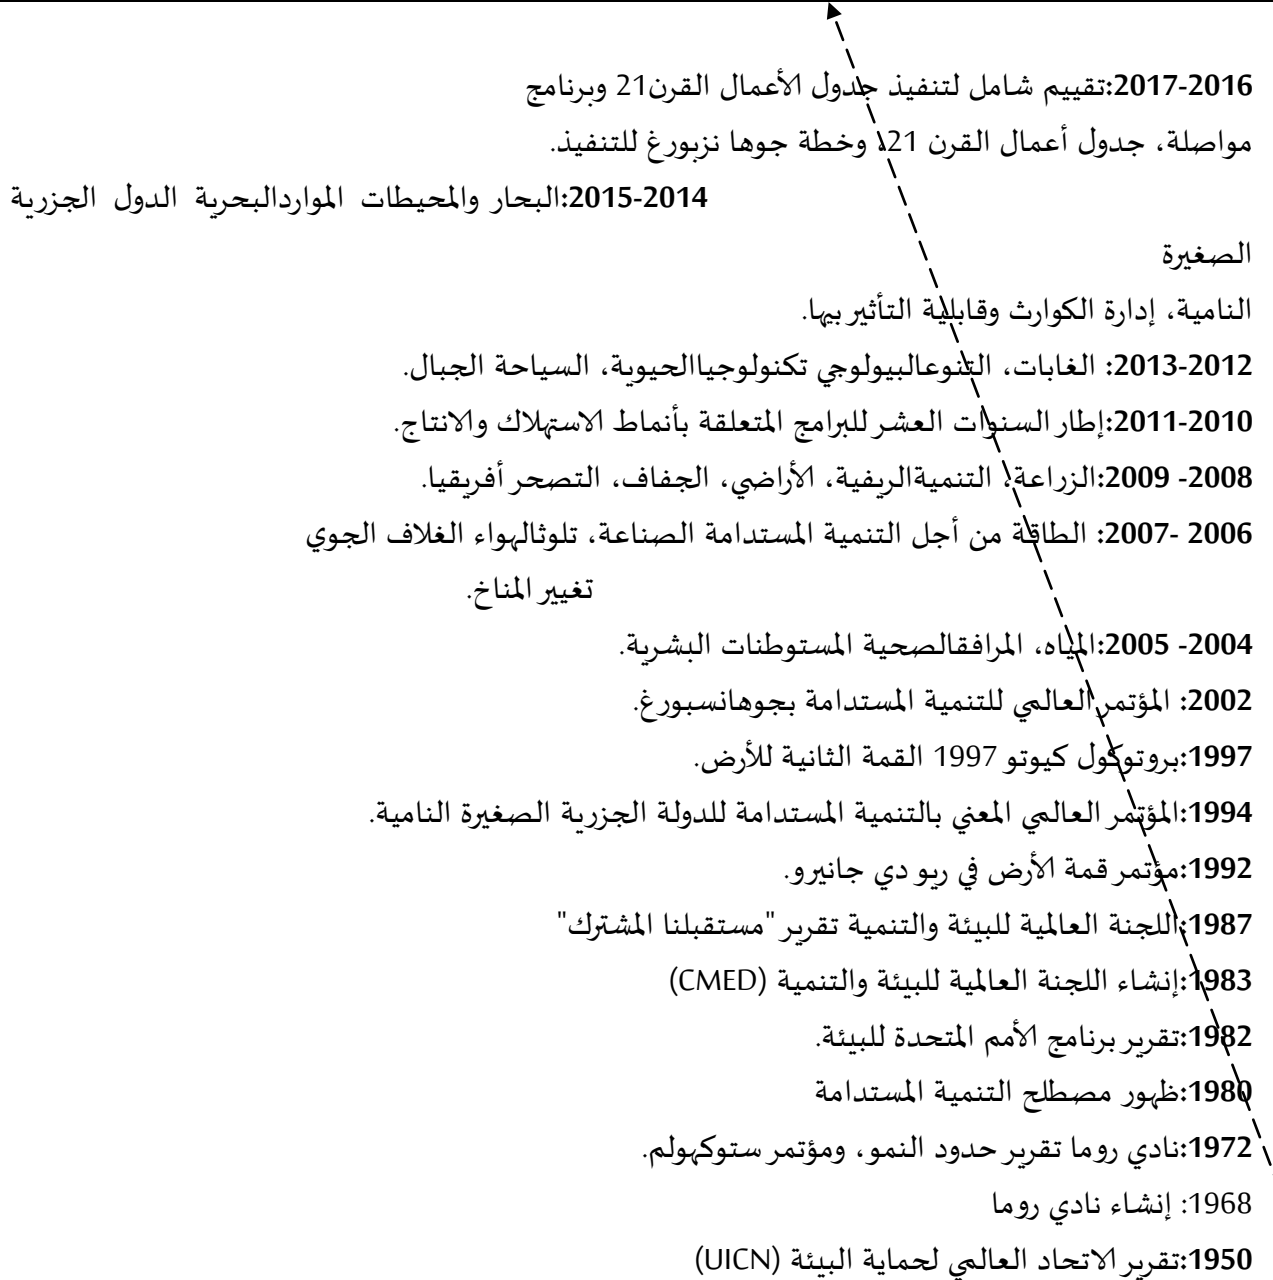 2017-2016:تقييم شامل لتنفيذ جدول الأعمال القرن21 وبرنامج
مواصلة، جدول أعمال القرن 21، وخطة جوها نزبورغ للتنفيذ.
2015-2014:البحار والمحيطات المواردالبحرية الدول الجزرية
الصغيرة
النامية، إدارة الكوارث وقابلية التأثير بيها.
2013-2012: الغابات، التنوعالبيولوجي تكنولوجياالحيوية، السياحة الجبال.
2011-2010:إطار السنوات العشر للبرامج المتعلقة بأنماط الاستهلاك والانتاج.
2009 -2008:الزراعة، التنميةالريفية، الأراضي، الجفاف، التصحر أفريقيا.
2007- 2006: الطاقة من أجل التنمية المستدامة الصناعة، تلوثالهواء الغلاف الجوي
تغيير المناخ.
2005 -2004:المياه، المرافقالصحية المستوطنات البشرية.
2002: المؤتمر العالمي للتنمية المستدامة بجوهانسبورغ.
1997:بروتوكول كيوتو 1997 القمة الثانية للأرض.
1994:المؤتمر العالمي المعني بالتنمية المستدامة للدولة الجزرية الصغيرة النامية.
1992:مؤتمر قمة الأرض في ريو دي جانيرو.
1987:اللجنة العالمية للبيئة والتنمية تقرير "مستقبلنا المشترك"
1983:إنشاء اللجنة العالمية للبيئة والتنمية (CMED)
1982:تقرير برنامج الأمم المتحدة للبيئة.
1980:ظهور مصطلح التنمية المستدامة
1972:نادي روما تقرير حدود النمو، ومؤتمر ستوكهولم.
1968: إنشاء نادي روما
1950:تقرير الاتحاد العالمي لحماية البيئة (UICN)